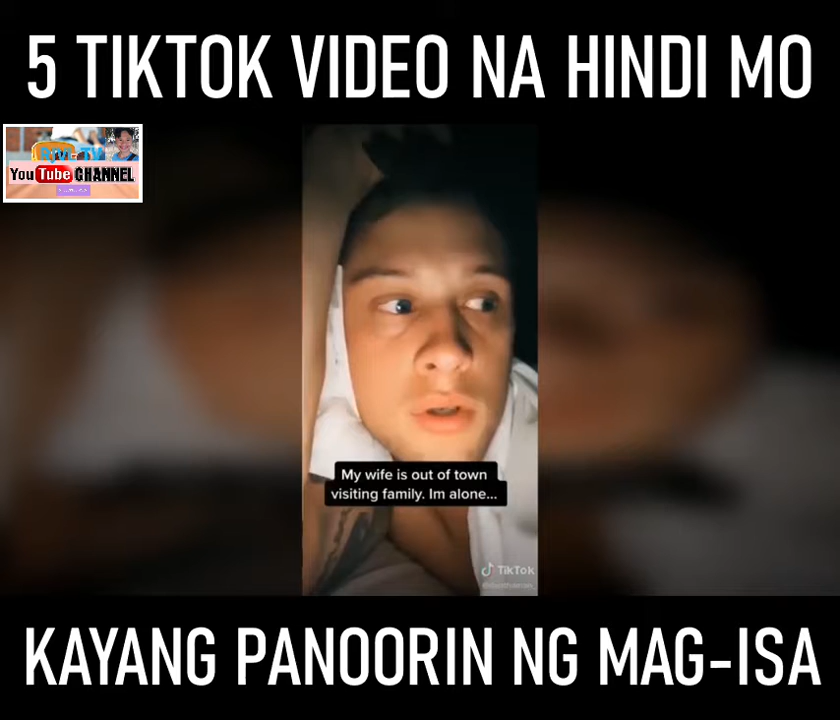 5 TIKTOK VIDEO NA HINDI MO
You Tube CHANNEL
My wife is out of town
visiting family. Im alone...
TikTok
KAYANG PANOORIN NG MAG-ISA